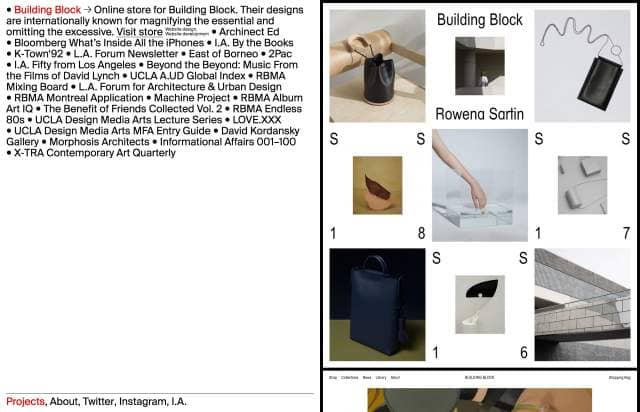 • Building Block → Online store for Building Block. Their designs
are internationally known for magnifying the essential and
omitting the excessive. Visit store Website design, Website development • Archinect Ed
• Bloomberg What's Inside All the iPhones • I.A. By the Books
• K-Town'92 • L.A. Forum Newsletter • East of Borneo • 2Pac
• I.A. Fifty from Los Angeles • Beyond the Beyond: Music From
the Films of David Lynch • UCLA A.UD Global Index • RBMA
Mixing Board • L.A. Forum for Architecture & Urban Design
• RBMA Montreal Application • Machine Project • RBMA Album
Art IQ • The Benefit of Friends Collected Vol. 2 • RBMA Endless
80s • UCLA Design Media Arts Lecture Series • LOVE.XXX
• UCLA Design Media Arts MFA Entry Guide • David Kordansky
Gallery • Morphosis Architects • Informational Affairs 001–100
• X-TRA Contemporary Art Quarterly
Projects, About, Twitter, Instagram, I.A.
Building Block
Rowena Sartin
S S S S
1 8 1 7
S S
1 6
Shop Collections News Library About BUILDING BLOCK Shopping Bag